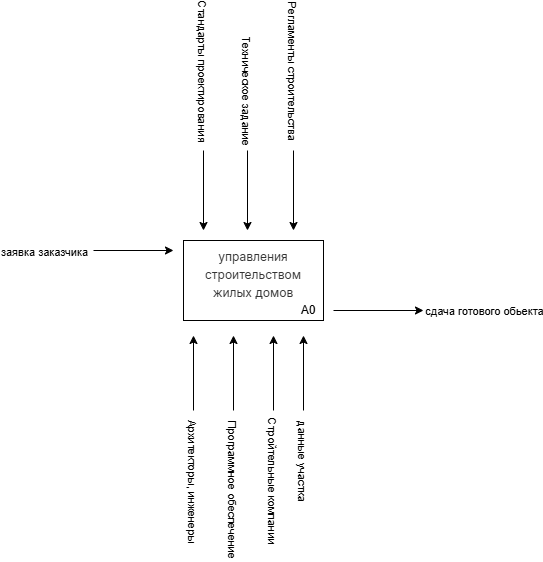 Стандарты проектирования
Техническое задание
Регламенты строительства
заявка заказчика
управления
строительством
жилых домов
A0
сдача готового обьекта
Архитекторы, инженеры
Программное обеспечение
Стройтельные компании
данные участка